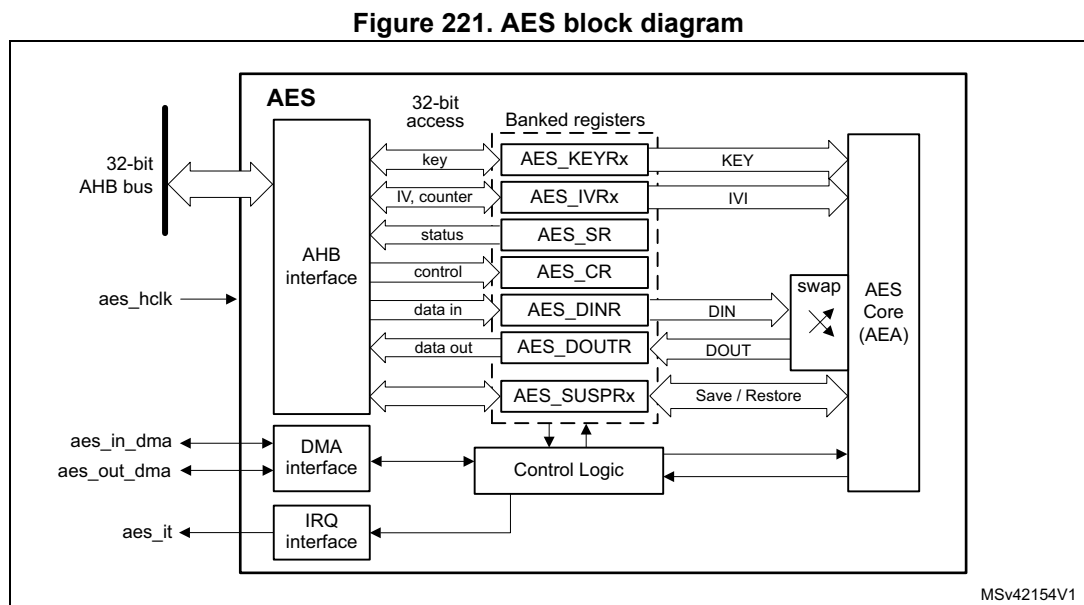 Figure 221. AES block diagram
AES
32-bit
access
Banked registers
32-bit
AHB bus
AHB
interface
key
AES_KEYRx
KEY
IV, counter
AES_IVRx
IVI
status
AES_SR
control
AES_CR
aes_hclk
data in
AES_DINR
DIN
swap
AES
Core
(AEA)
data out
AES_DOUTR
DOUT
AES_SUSPRx
Save / Restore
aes_in_dma
aes_out_dma
DMA
interface
Control Logic
aes_it
IRQ
interface
MSv42154V1